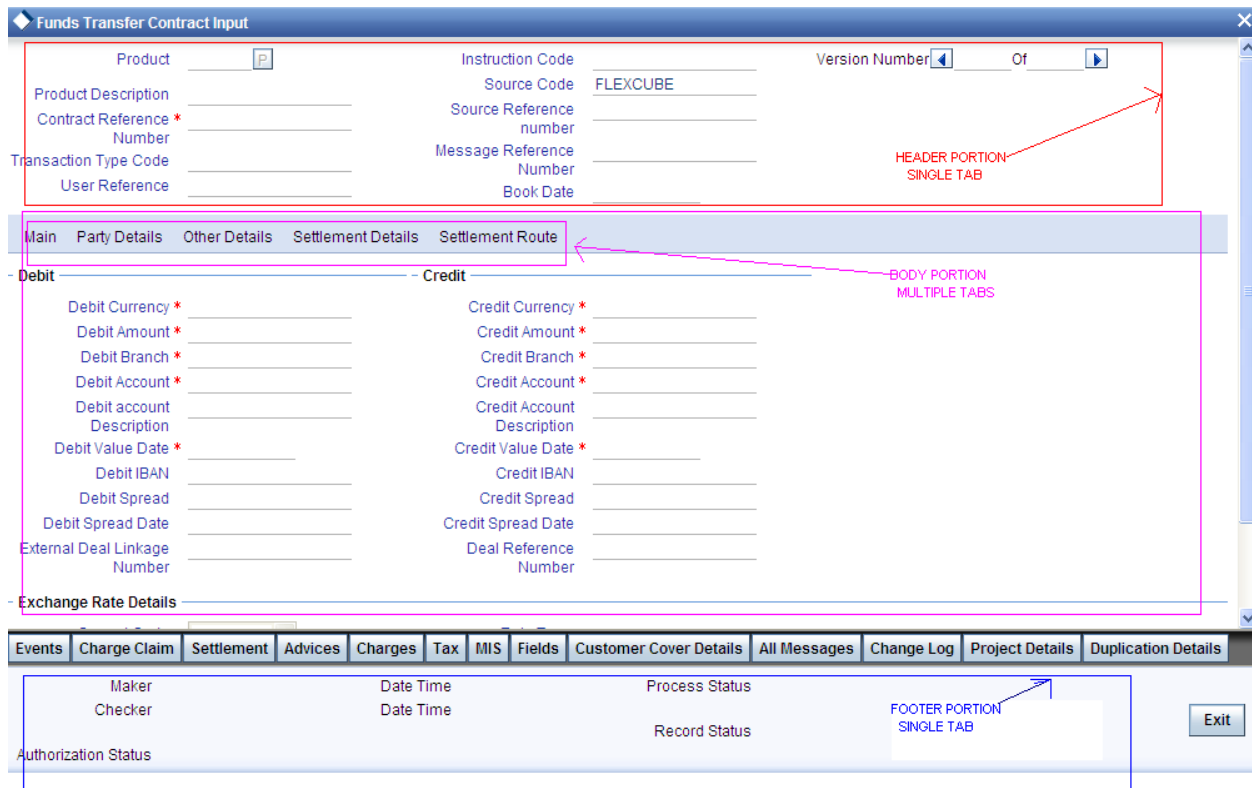 Funds Transfer Contract Input
Product P Instruction Code Version Number Of
Product Description Source Code FLEXCUBE
Contract Reference * Source Reference
Number number
Transaction Type Code Message Reference
Number
User Reference Book Date
HEADER PORTION
SINGLE TAB
Main Party Details Other Details Settlement Details Settlement Route
BODY PORTION
MULTIPLE TABS
Debit Credit
Debit Currency * Credit Currency *
Debit Amount * Credit Amount *
Debit Branch * Credit Branch *
Debit Account * Credit Account *
Debit account Credit Account
Description Description
Debit Value Date * Credit Value Date *
Debit IBAN Credit IBAN
Debit Spread Credit Spread
Debit Spread Date Credit Spread Date
External Deal Linkage Deal Reference
Number Number
Exchange Rate Details
Events Charge Claim Settlement Advices Charges Tax MIS Fields Customer Cover Details All Messages Change Log Project Details Duplication Details
Maker Date Time Process Status
Checker Date Time
Record Status
Authorization Status
FOOTER PORTION
SINGLE TAB
Exit